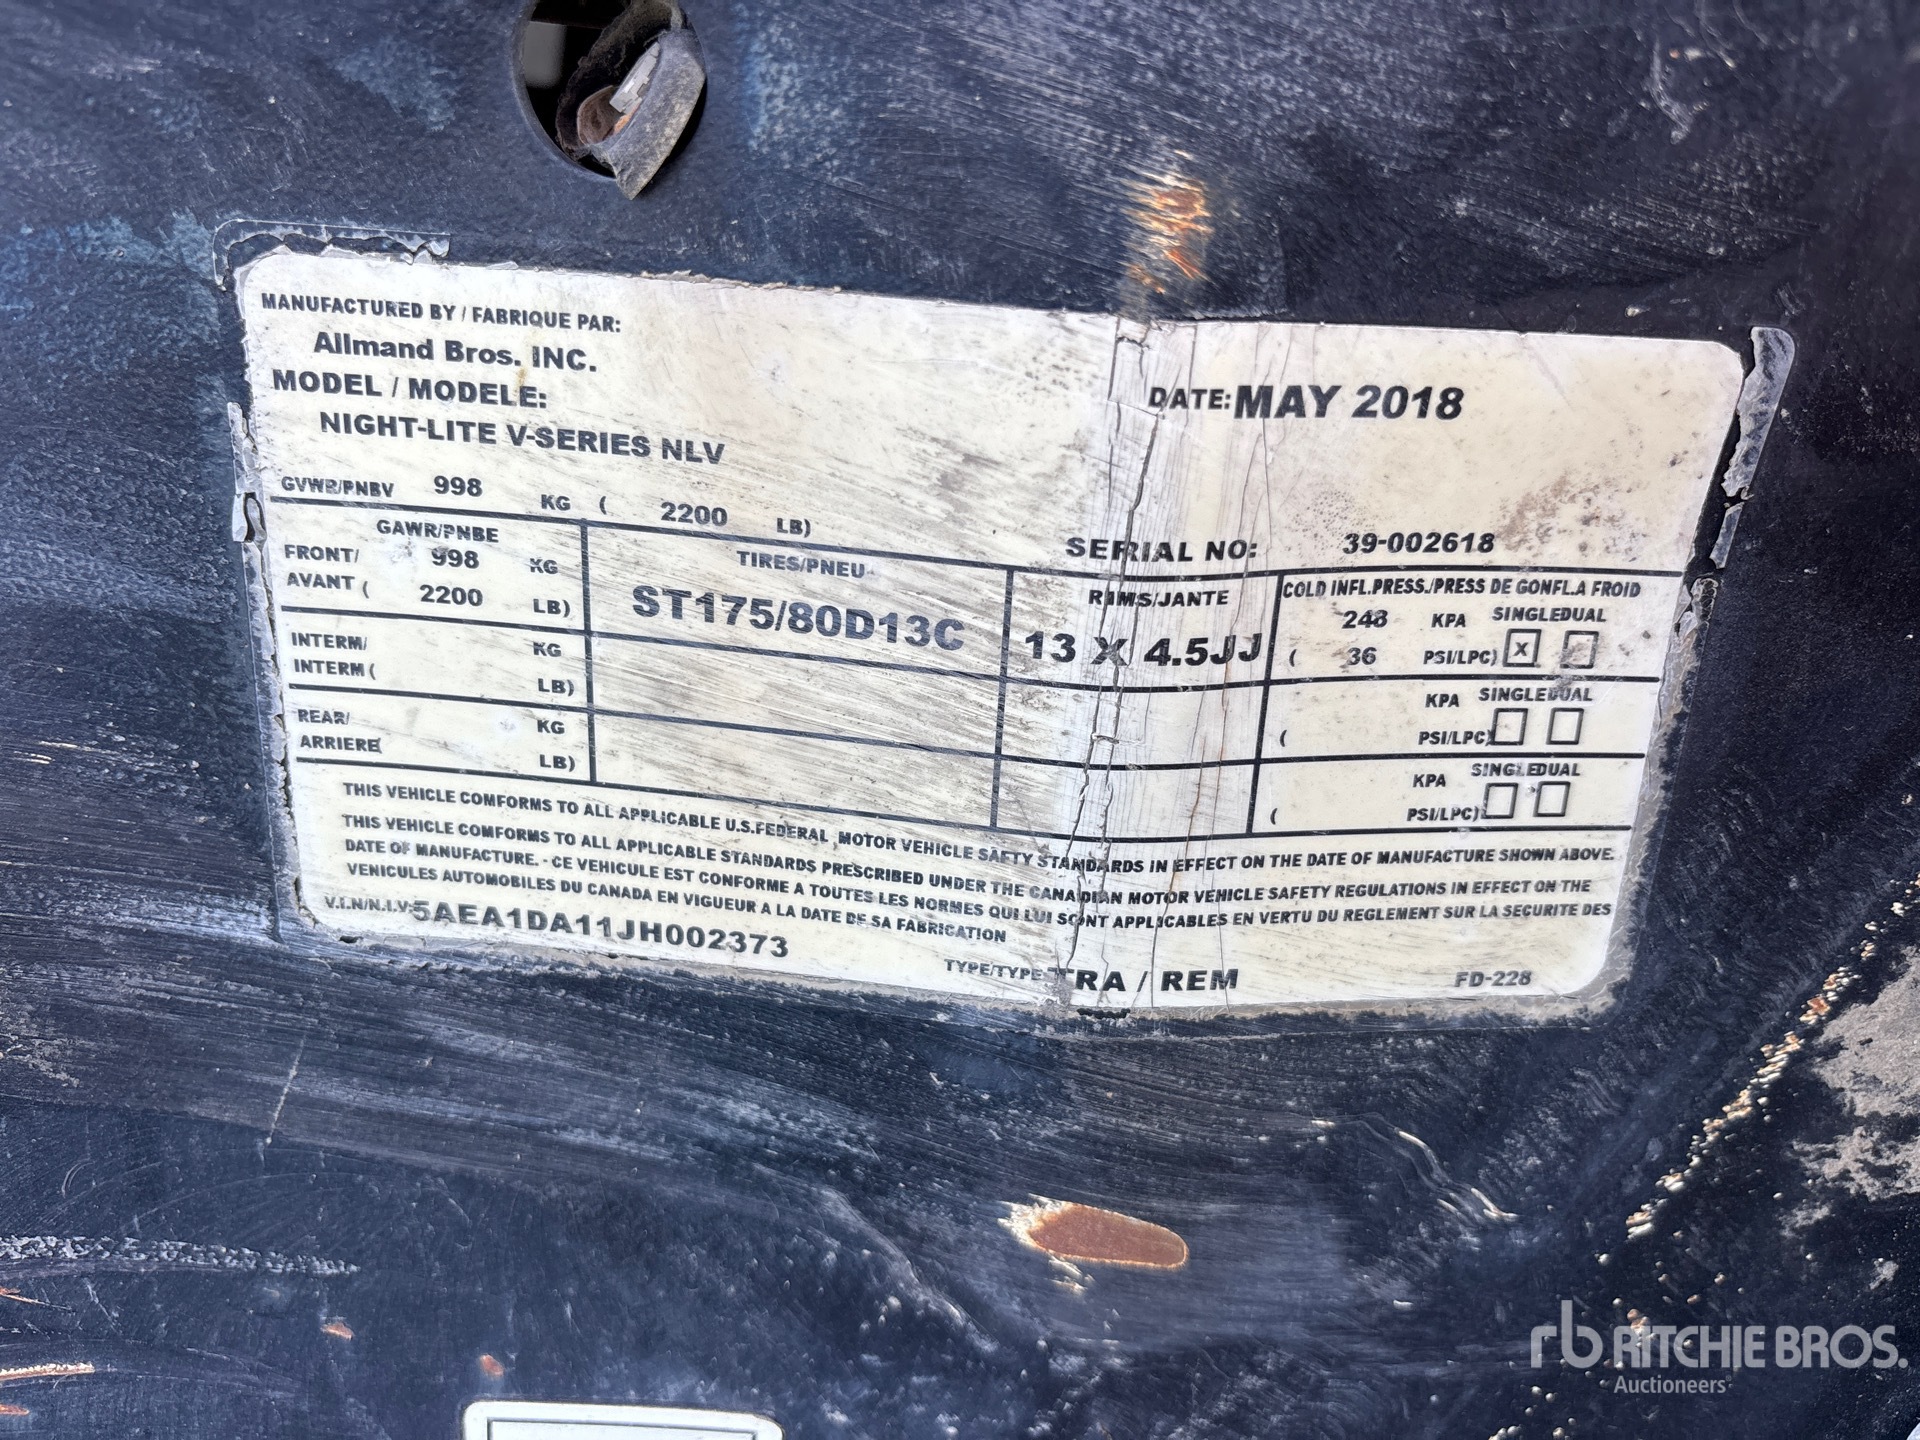 MANUFACTURED BY / FABRIQUE PAR:
Allmand Bros. INC.
MODEL / MODELE:
NIGHT-LITE V-SERIES NLV
DATE: MAY 2018
GVWR/PNBV 998 KG ( 2200 LB)
SERIAL NO: 39-002618
GAWR/PNBE
FRONT/ 998 KG
AVANT ( 2200 LB)
TIRES/PNEU
ST175/80D13C
RIMS/JANTE
13 X 4.5JJ
COLD INFL.PRESS./PRESS DE GONFL.A FROID
248 KPA SINGLEDUAL
( 36 PSI/LPC) X
INTERM/ KG
INTERM ( LB)
KPA SINGLEDUAL
( PSI/LPC)
REAR/ KG
ARRIERE( LB)
KPA SINGLEDUAL
( PSI/LPC)
THIS VEHICLE COMFORMS TO ALL APPLICABLE U.S.FEDERAL ,MOTOR VEHICLE SAFTY STANDARDS IN EFFECT ON THE DATE OF MANUFACTURE SHOWN ABOVE.
THIS VEHICLE COMFORMS TO ALL APPLICABLE STANDARDS PRESCRIBED UNDER THE CANADIAN MOTOR VEHICLE SAFETY REGULATIONS IN EFFECT ON THE
DATE OF MANUFACTURE. - CE VEHICULE EST CONFORME A TOUTES LES NORMES QUI LUI SONT APPLICABLES EN VERTU DU REGLEMENT SUR LA SECURITE DES
VENICULES AUTOMOBILES DU CANADA EN VIGUEUR A LA DATE DE SA FABRICATION
V.I.N/N.I.V: 5AEA1DA11JH002373
TYPE/TYPE: TRA / REM
FD-228
rb RITCHIE BROS.
Auctioneers